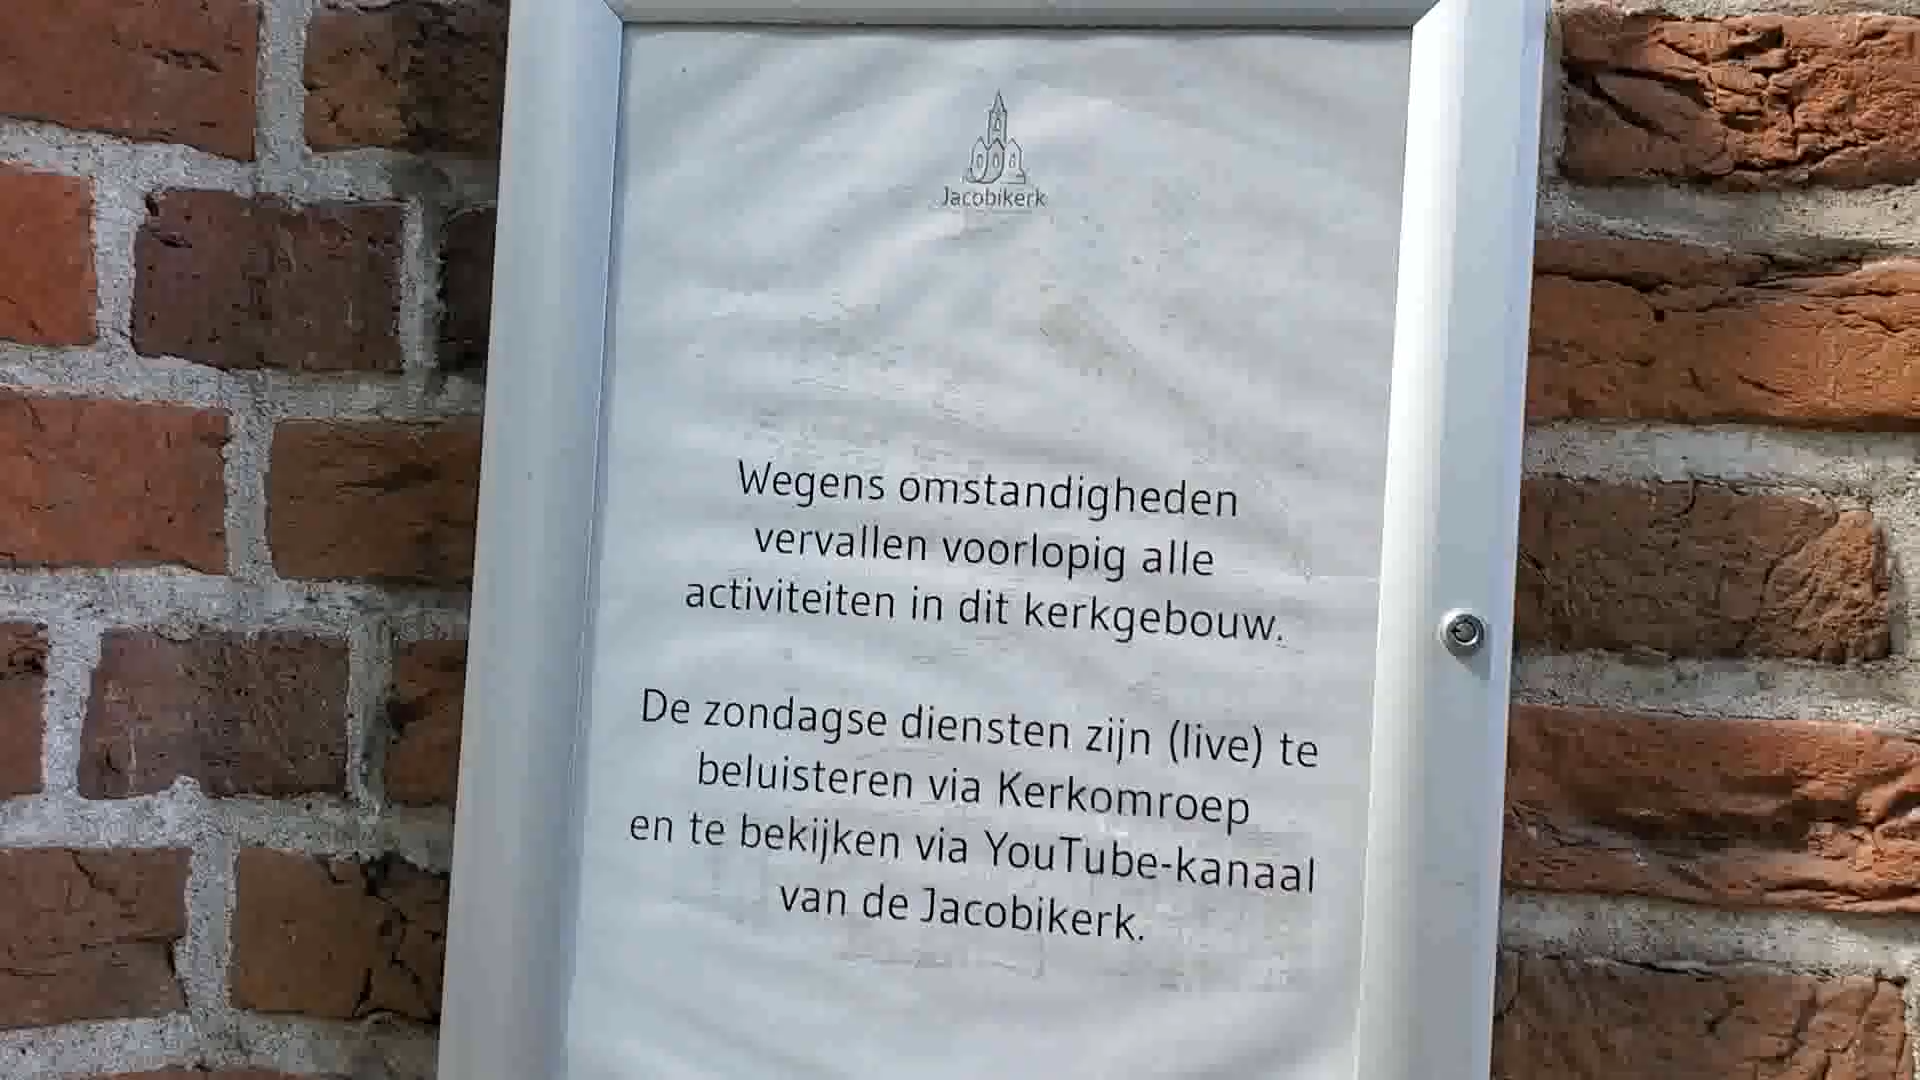 Jacobikerk
Wegens omstandigheden
vervallen voorlopig alle
activiteiten in dit kerkgebouw.
De zondagse diensten zijn (live) te
beluisteren via Kerkomroep
en te bekijken via YouTube-kanaal
van de Jacobikerk.